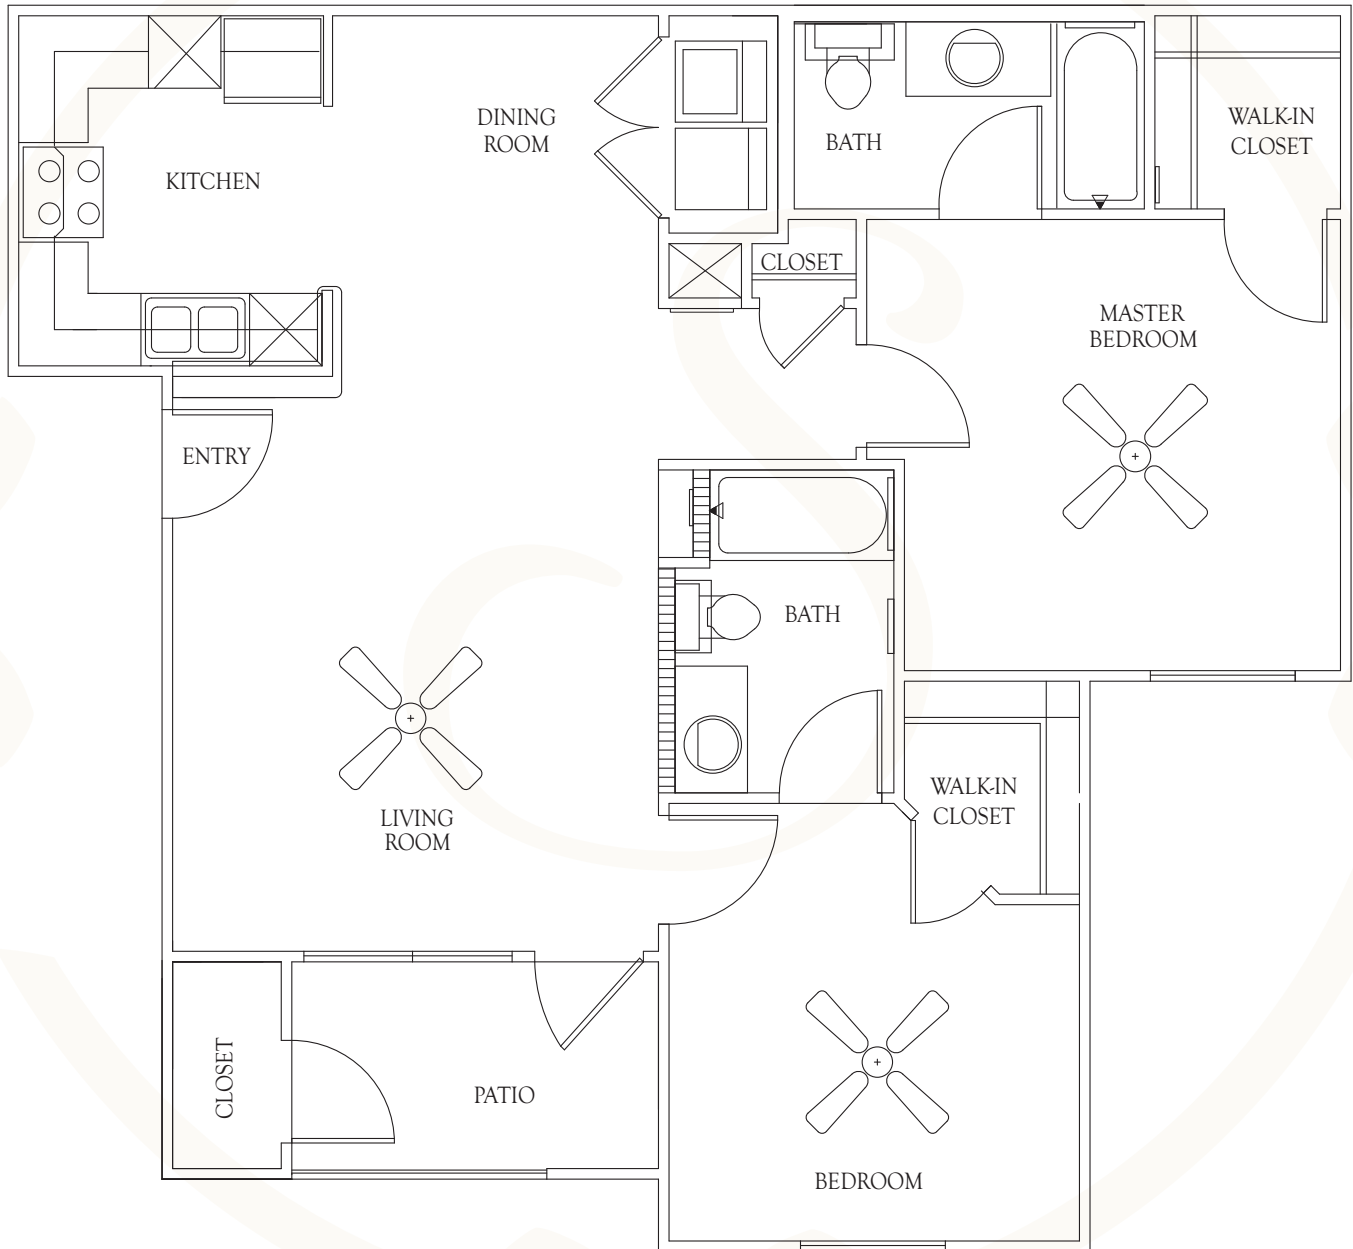 DINING
ROOM
BATH
WALK-IN
CLOSET
KITCHEN
CLOSET
MASTER
BEDROOM
ENTRY
BATH
WALK-IN
CLOSET
LIVING
ROOM
CLOSET
PATIO
BEDROOM